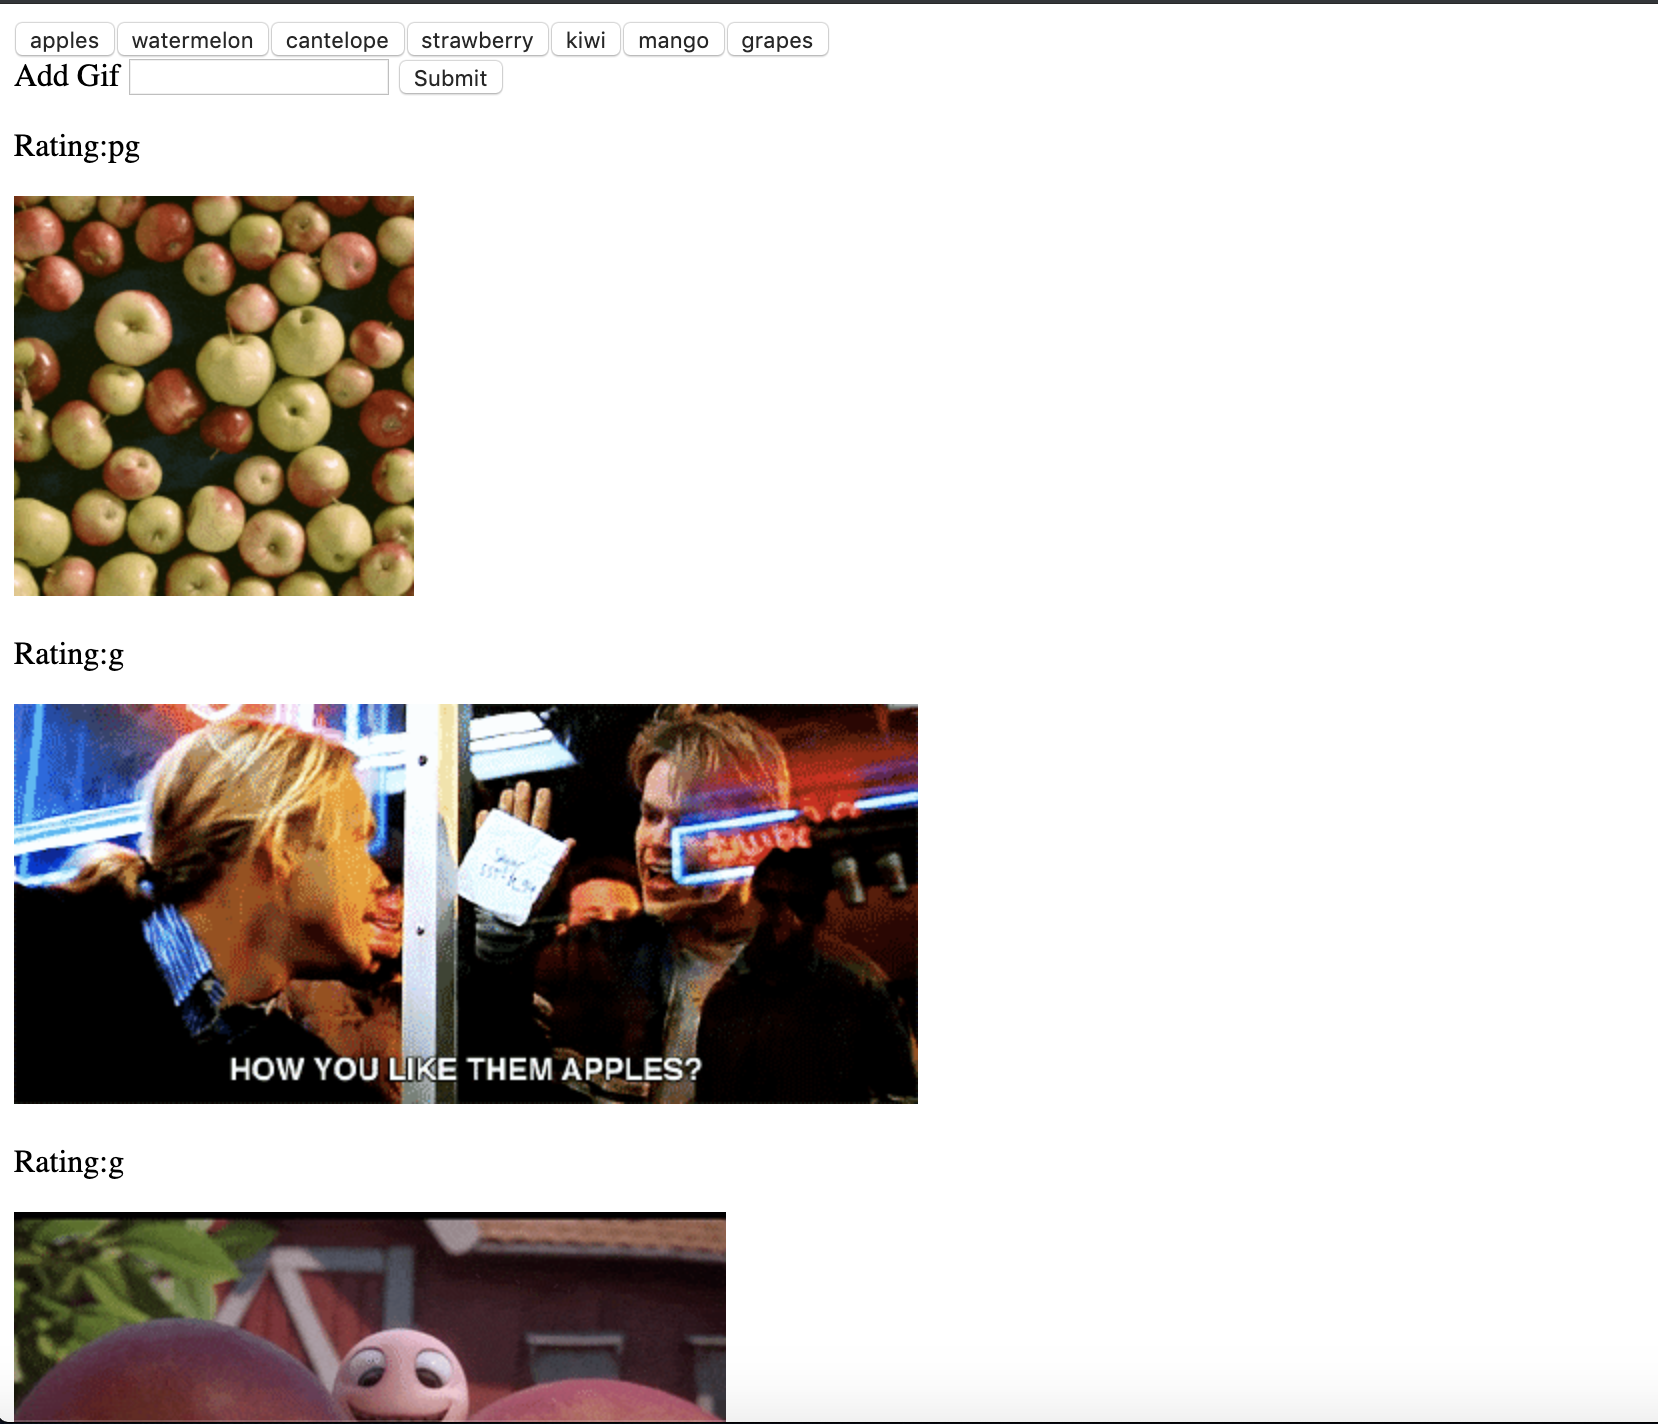 apples watermelon cantelope strawberry kiwi mango grapes
Add Gif Submit
Rating:pg
Rating:g
HOW YOU LIKE THEM APPLES?
Rating:g